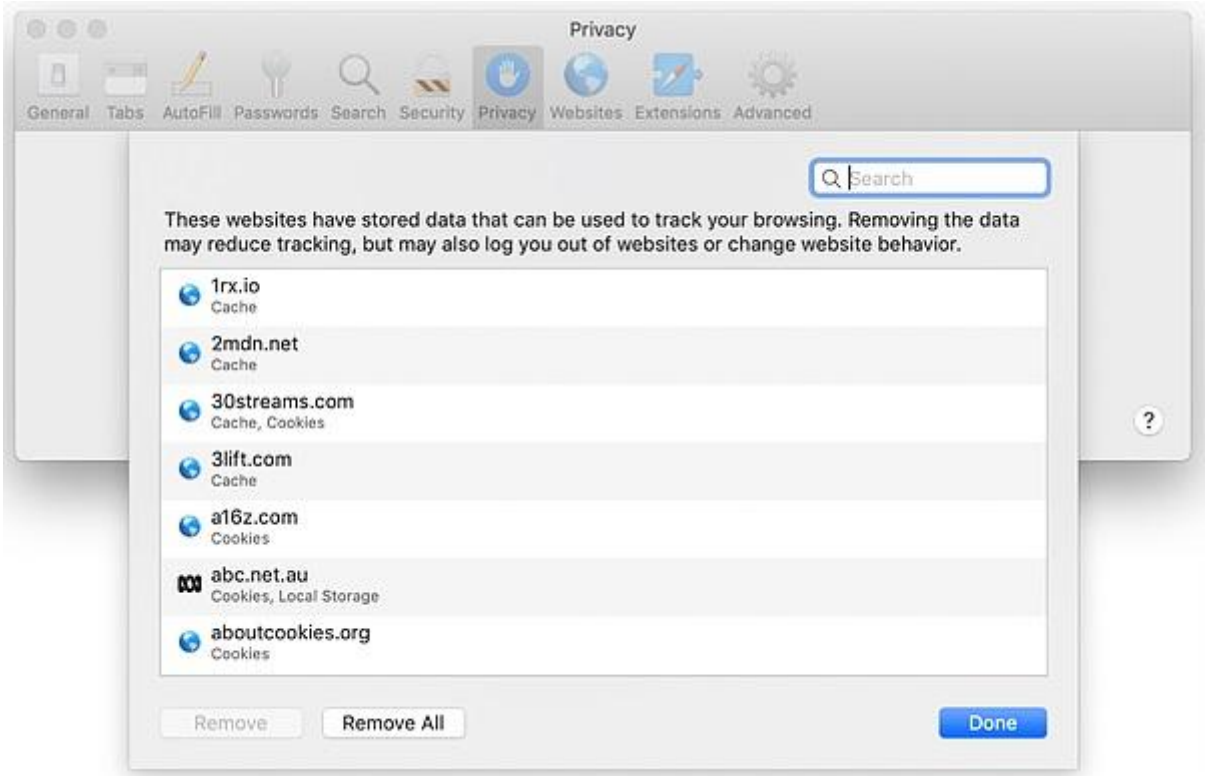 Privacy
General Tabs AutoFill Passwords Search Security Privacy Websites Extensions Advanced
Search
These websites have stored data that can be used to track your browsing. Removing the data
may reduce tracking, but may also log you out of websites or change website behavior.
1rx.io
Cache
2mdn.net
Cache
30streams.com
Cache, Cookies
3lift.com
Cache
a16z.com
Cookies
abc.net.au
Cookies, Local Storage
aboutcookies.org
Cookies
?
Remove Remove All Done